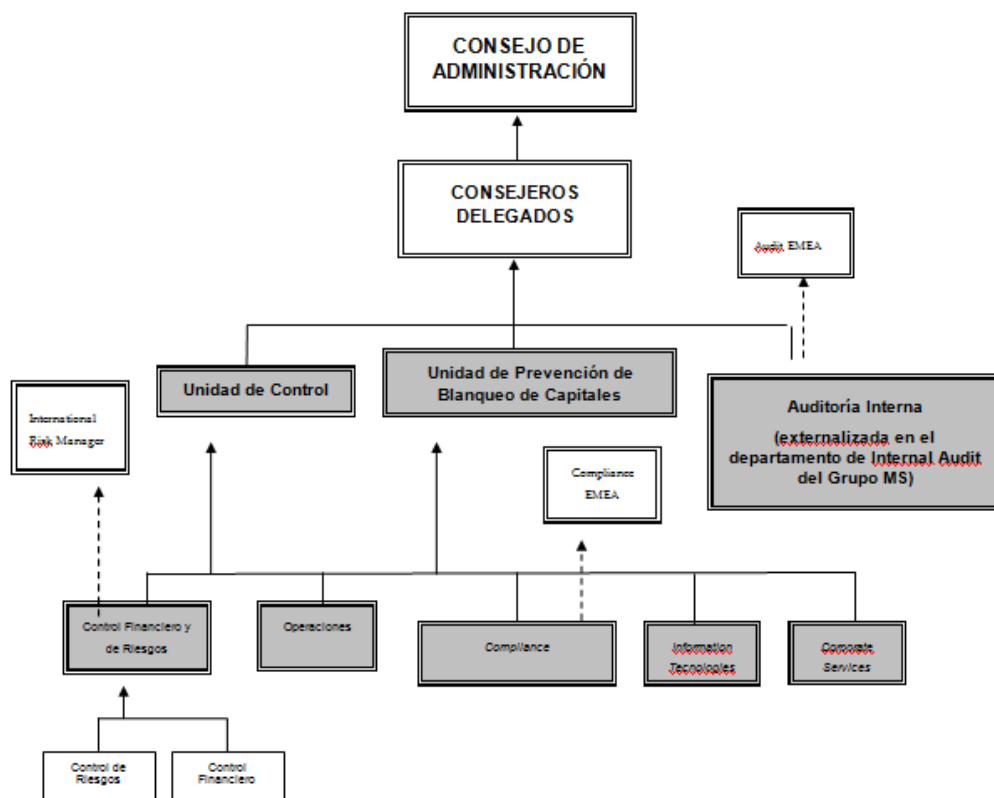 CONSEJO DE
ADMINISTRACIÓN
CONSEJEROS
DELEGADOS
Audit EMEA
Unidad de Control
Unidad de Prevención de
Blanqueo de Capitales
Auditoría Interna
(externalizada en el
departamento de Internal Audit
del Grupo MS)
International
Risk Manager
Compliance
EMEA
Control Financiero y
de Riesgos
Operaciones
Compliance
Information
Tecnologies
Corporate
Services
Control de
Riesgos
Control
Financiero